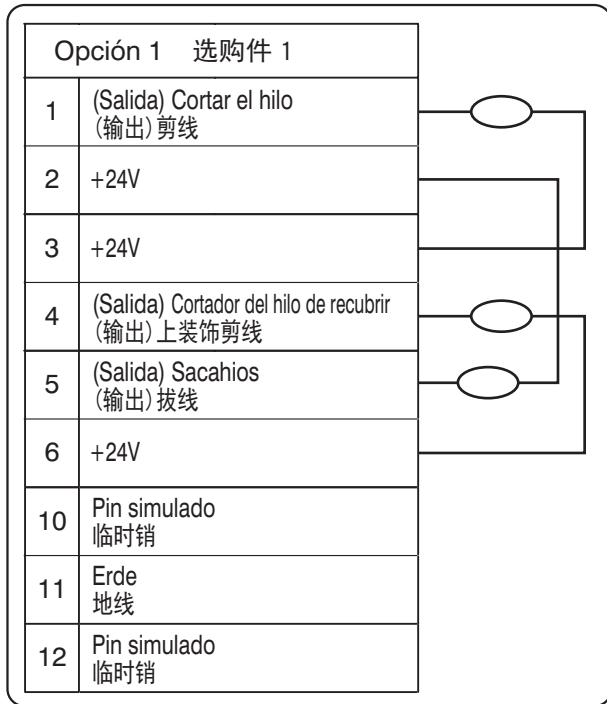 Opción 1 选购件 1
1 (Salida) Cortar el hilo
(输出)剪线
2 +24V
3 +24V
4 (Salida) Cortador del hilo de recubrir
(输出)上装饰剪线
5 (Salida) Sacahios
(输出)拔线
6 +24V
10 Pin simulado
临时销
11 Erde
地线
12 Pin simulado
临时销